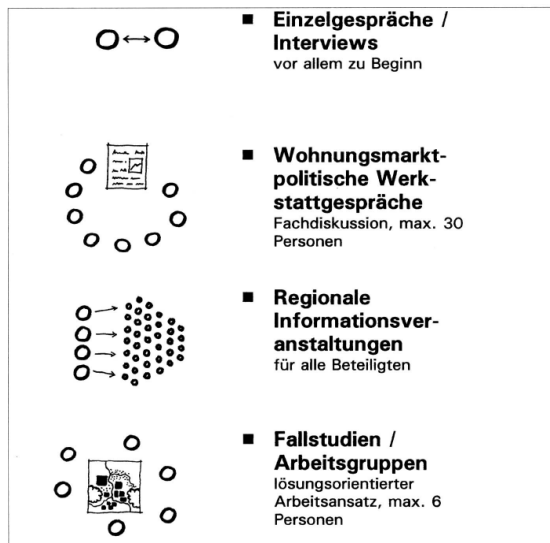 ■ Einzelgespräche /
Interviews
vor allem zu Beginn
■ Wohnungsmarkt-
politische Werk-
stattgespräche
Fachdiskussion, max. 30
Personen
■ Regionale
Informationsver-
anstaltungen
für alle Beteiligten
■ Fallstudien /
Arbeitsgruppen
lösungsorientierter
Arbeitsansatz, max. 6
Personen